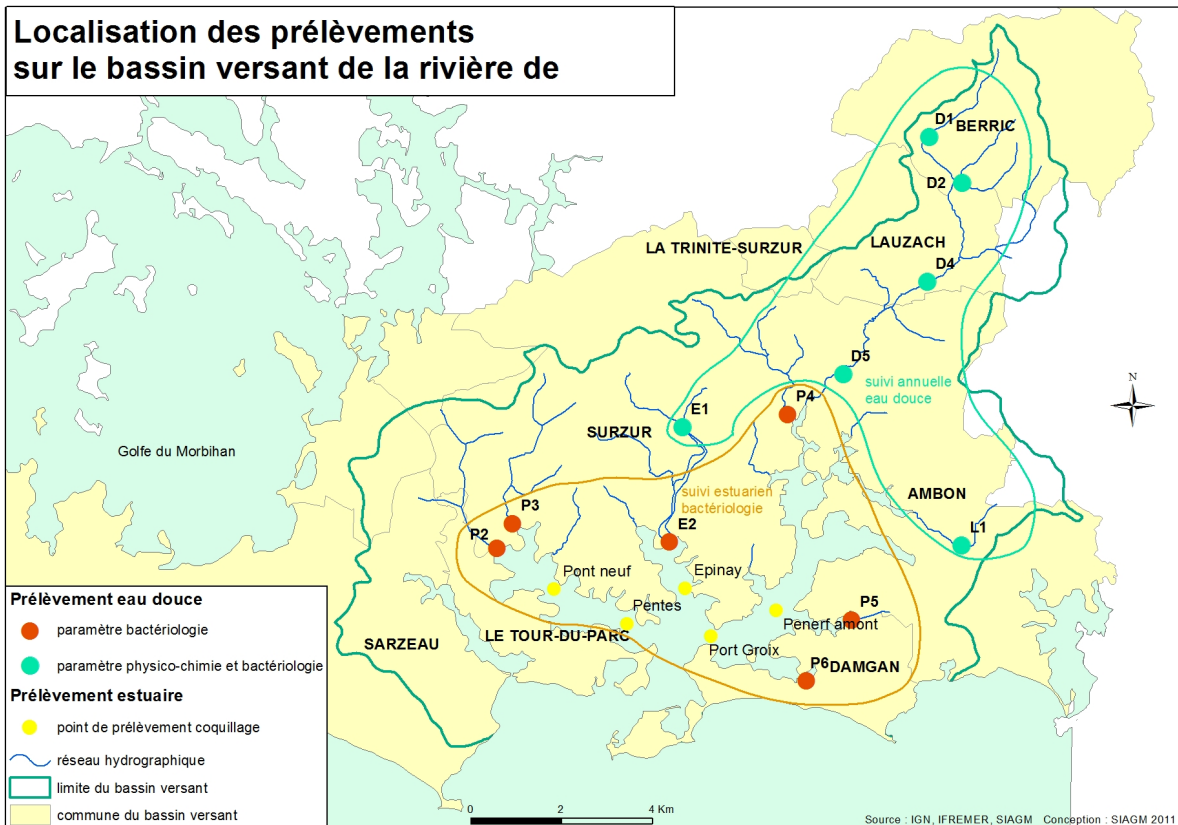 Localisation des prélèvements
sur le bassin versant de la rivière de
D1
BERRIC
D2
LA TRINITE-SURZUR
LAUZACH
D4
D5
suivi annuelle
eau douce
N
P4
E1
SURZUR
Golfe du Morbihan
suivi estuarien
bactériologie
AMBON
P3
P2
E2
L1
Pont neuf
Epinay
Pentes
P5
Penerf amont
SARZEAU
LE TOUR-DU-PARC
Port Groix
P6
DAMGAN
Prélèvement eau douce
paramètre bactériologie
paramètre physico-chimie et bactériologie
Prélèvement estuaire
point de prélèvement coquillage
réseau hydrographique
limite du bassin versant
commune du bassin versant
0 2 4 Km
Source : IGN, IFREMER, SIAGM Conception : SIAGM 2011